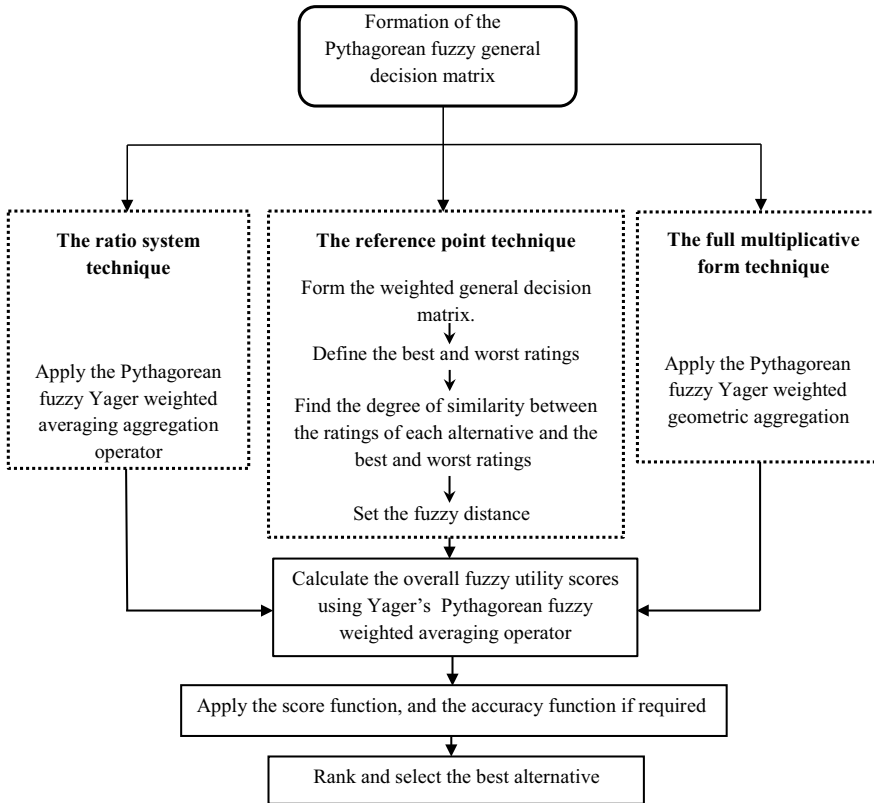 Formation of the
Pythagorean fuzzy general
decision matrix
The ratio system
technique
Apply the Pythagorean
fuzzy Yager weighted
averaging aggregation
operator
The reference point technique
Form the weighted general decision
matrix.
Define the best and worst ratings
Find the degree of similarity between
the ratings of each alternative and the
best and worst ratings
Set the fuzzy distance
The full multiplicative
form technique
Apply the Pythagorean
fuzzy Yager weighted
geometric aggregation
Calculate the overall fuzzy utility scores
using Yager’s Pythagorean fuzzy
weighted averaging operator
Apply the score function, and the accuracy function if required
Rank and select the best alternative